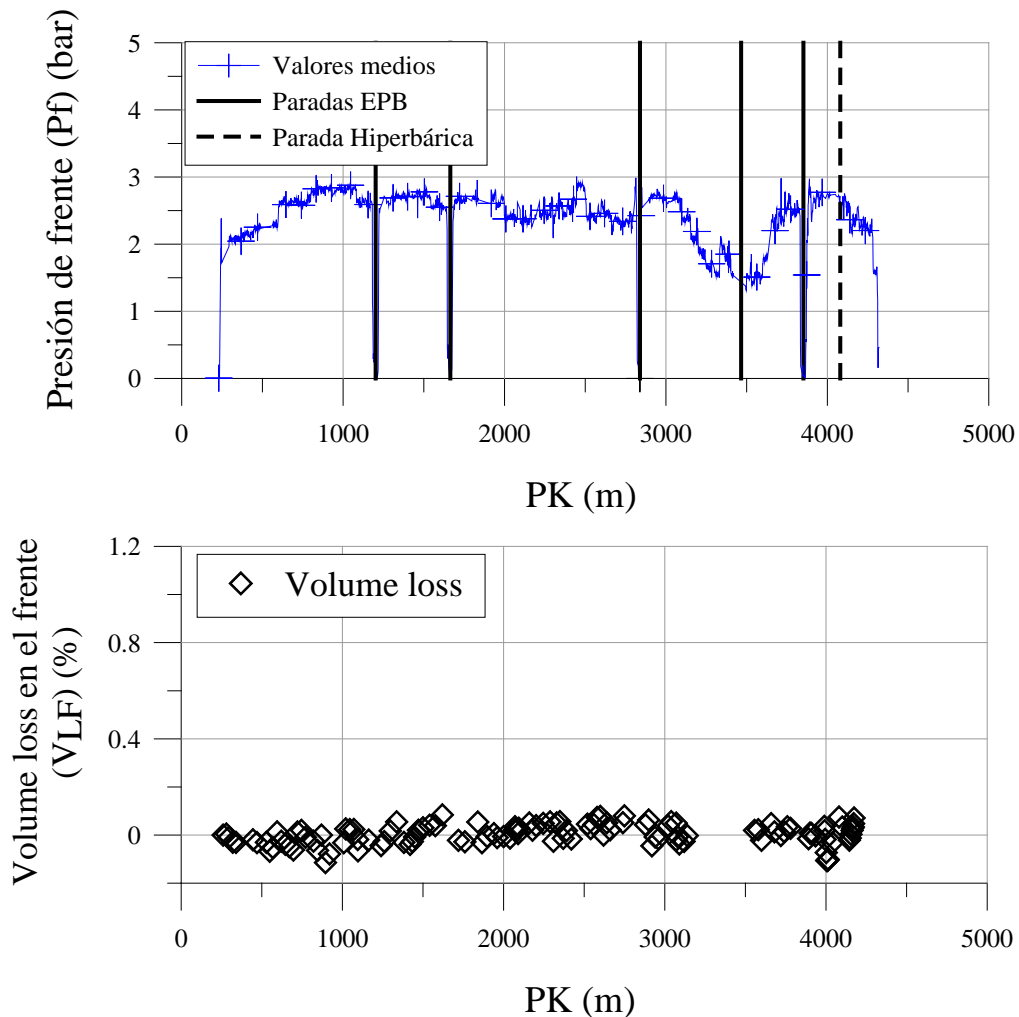 Presión de frente (Pf) (bar)
5
4
3
2
1
0
Valores medios
Paradas EPB
Parada Hiperbárica
0 1000 2000 3000 4000 5000
PK (m)
Volume loss en el frente
(VLF) (%)
1.2
0.8
0.4
0
Volume loss
0 1000 2000 3000 4000 5000
PK (m)